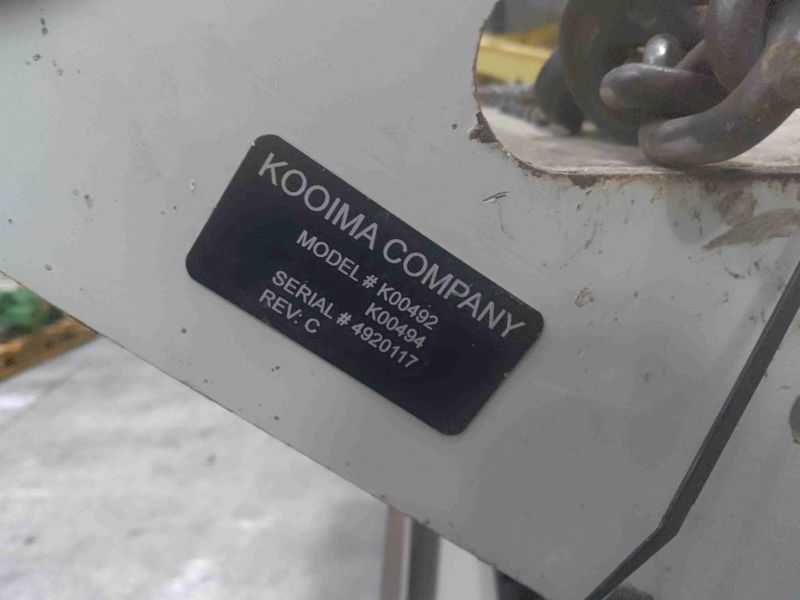 KOOIMA COMPANY
MODEL # K00492
K00494
SERIAL # 4920117
REV: C